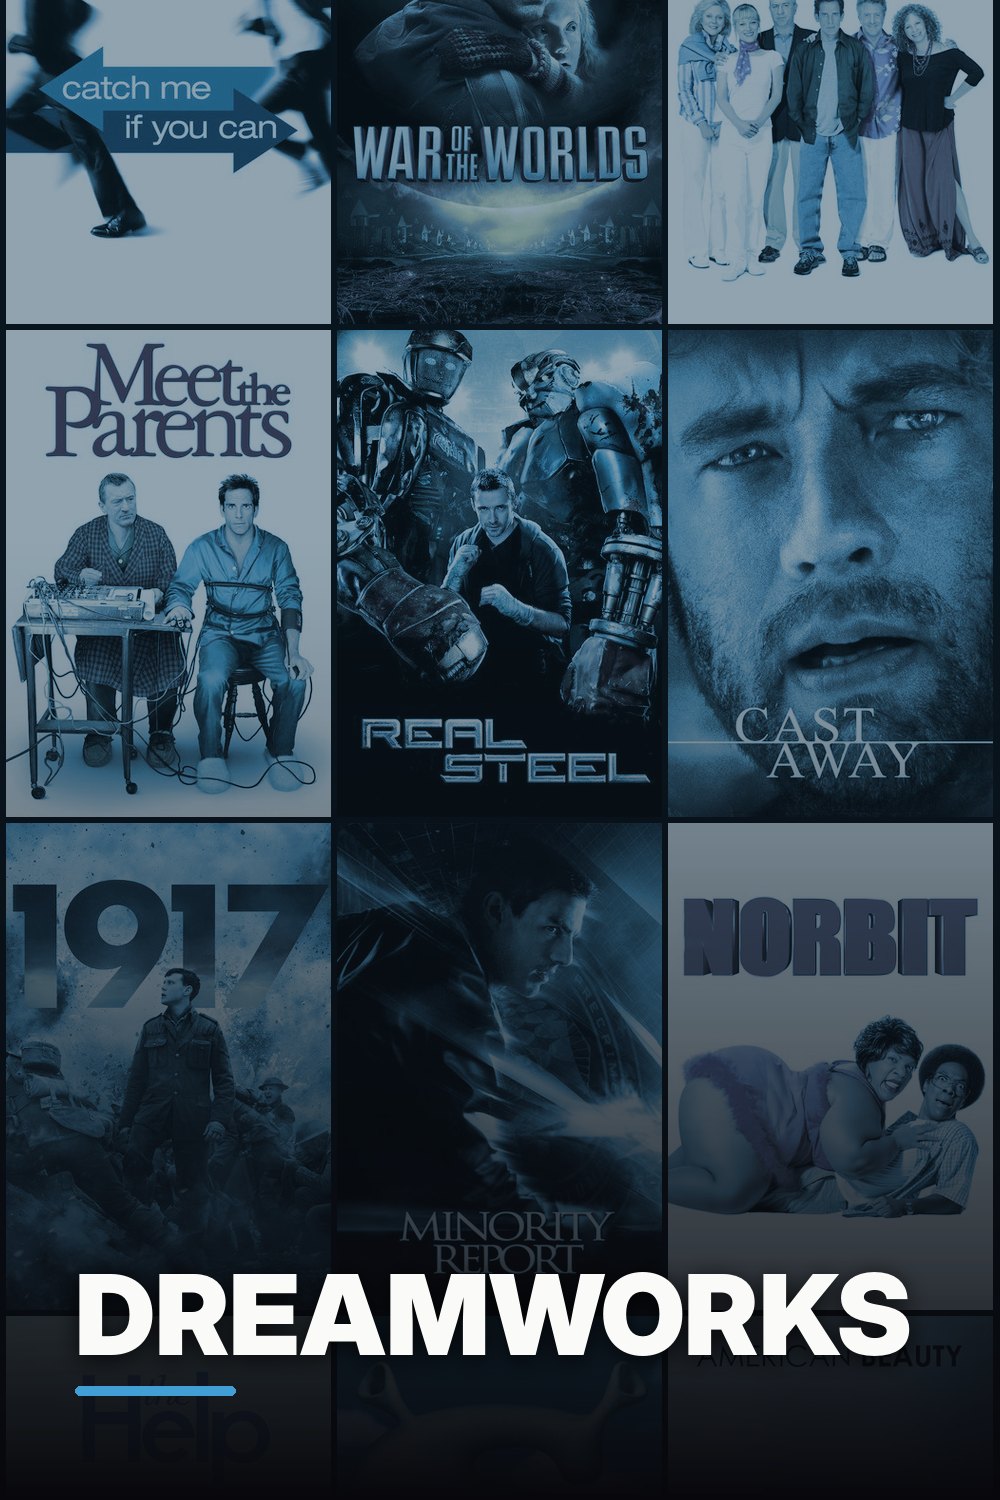 catch me
if you can
WAR OF THE WORLDS
Meet the
Parents
REAL
STEEL
CAST
AWAY
1917
NORBIT
MINORITY
REPORT
DREAMWORKS
AMERICAN BEAUTY
the
Help